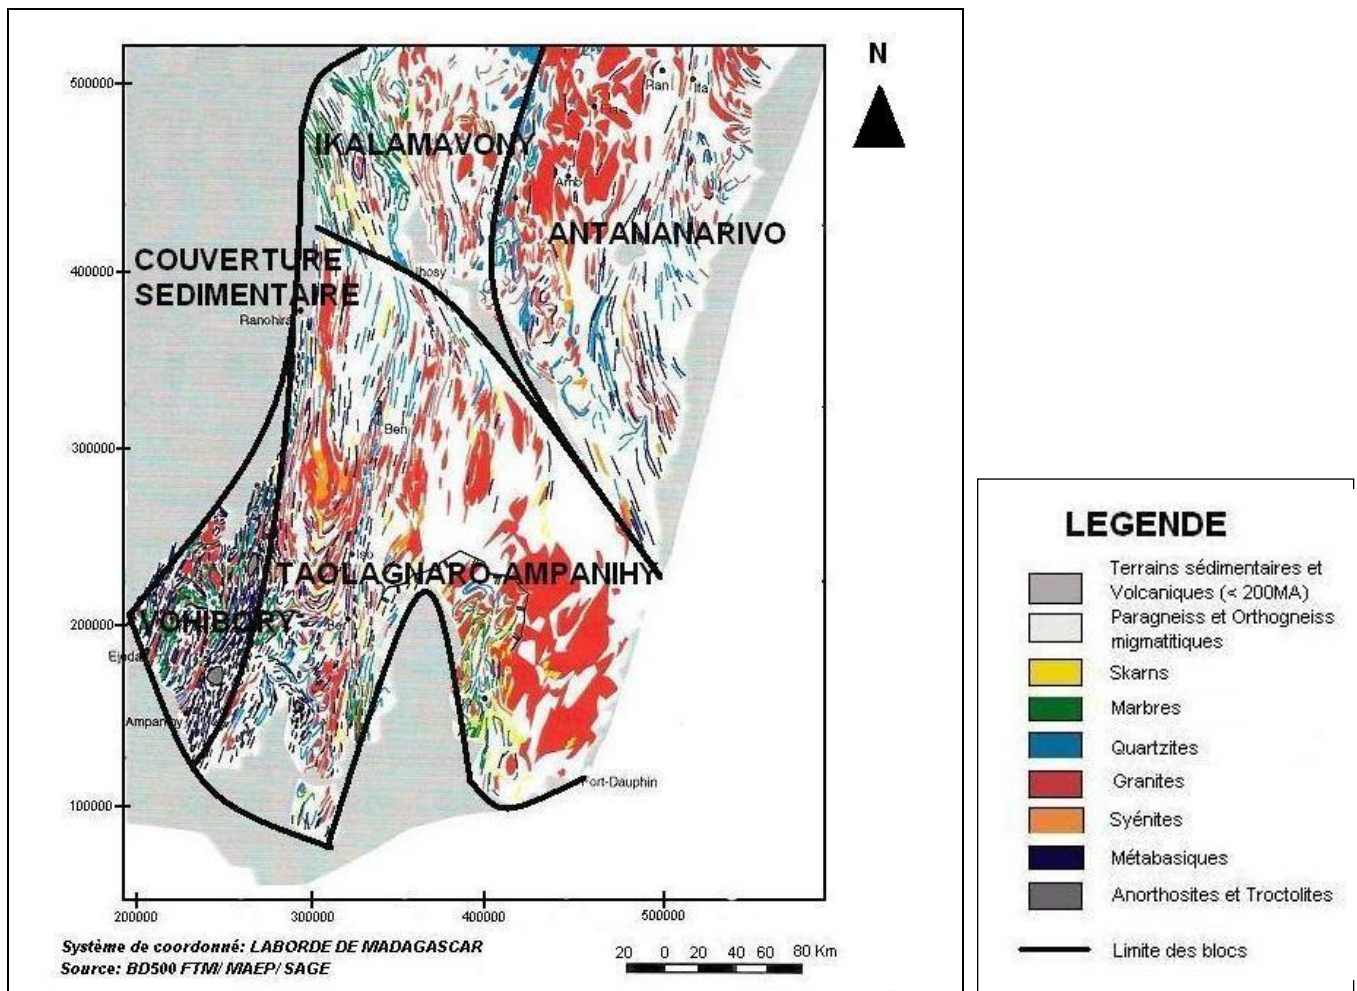 N
500000
Ran
Ifa
IKALAMAVONY
Amb
ANTANANARIVO
COUVERTURE
SEDIMENTAIRE
400000
Ihosy
Ranohira
300000
Ben
TAOLAGNARO-AMPANIHY
200000
VOHIBORY
Ejeda
Ampanihy
100000
Fort-Dauphin
200000
300000
400000
500000
Système de coordonné: LABORDE DE MADAGASCAR
Source: BD500 FTM/ MAEP/ SAGE
20 0 20 40 60 80 Km
LEGENDE
Terrains sédimentaires et
Volcaniques (< 200MA)
Paragneiss et Orthogneiss
migmatitiques
Skarns
Marbres
Quartzites
Granites
Syénites
Métabasiques
Anorthosites et Troctolites
Limite des blocs